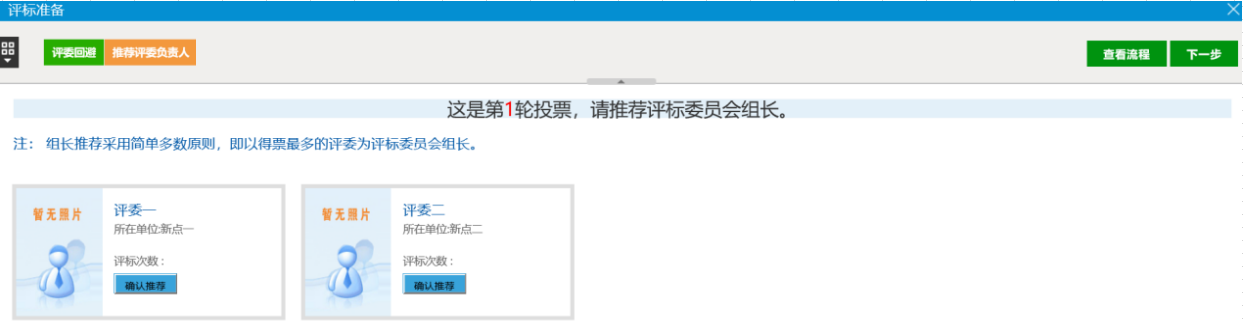 评标准备
评委回避 推荐评委负责人 查看流程 下一步
这是第1轮投票，请推荐评标委员会组长。
注： 组长推荐采用简单多数原则，即以得票最多的评委为评标委员会组长。
暂无照片 评委一
所在单位:新点一
评标次数：
确认推荐
暂无照片 评委二
所在单位:新点二
评标次数：
确认推荐